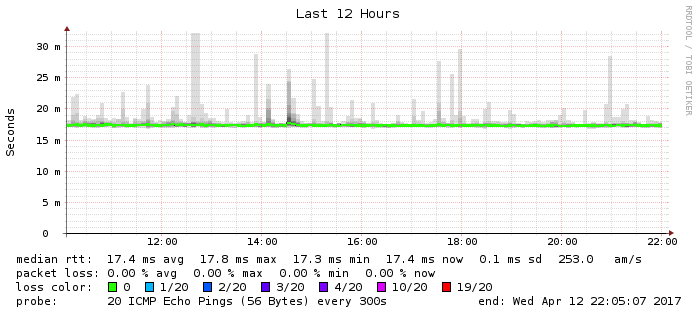 Last 12 Hours
RRDTOOL / TOBI OETIKER
Seconds
30 m
25 m
20 m
15 m
10 m
5 m
0
12:00 14:00 16:00 18:00 20:00 22:00
median rtt: 17.4 ms avg 17.8 ms max 17.3 ms min 17.4 ms now 0.1 ms sd 253.0 am/s
packet loss: 0.00 % avg 0.00 % max 0.00 % min 0.00 % now
loss color: 0 1/20 2/20 3/20 4/20 10/20 19/20
probe: 20 ICMP Echo Pings (56 Bytes) every 300s end: Wed Apr 12 22:05:07 2017